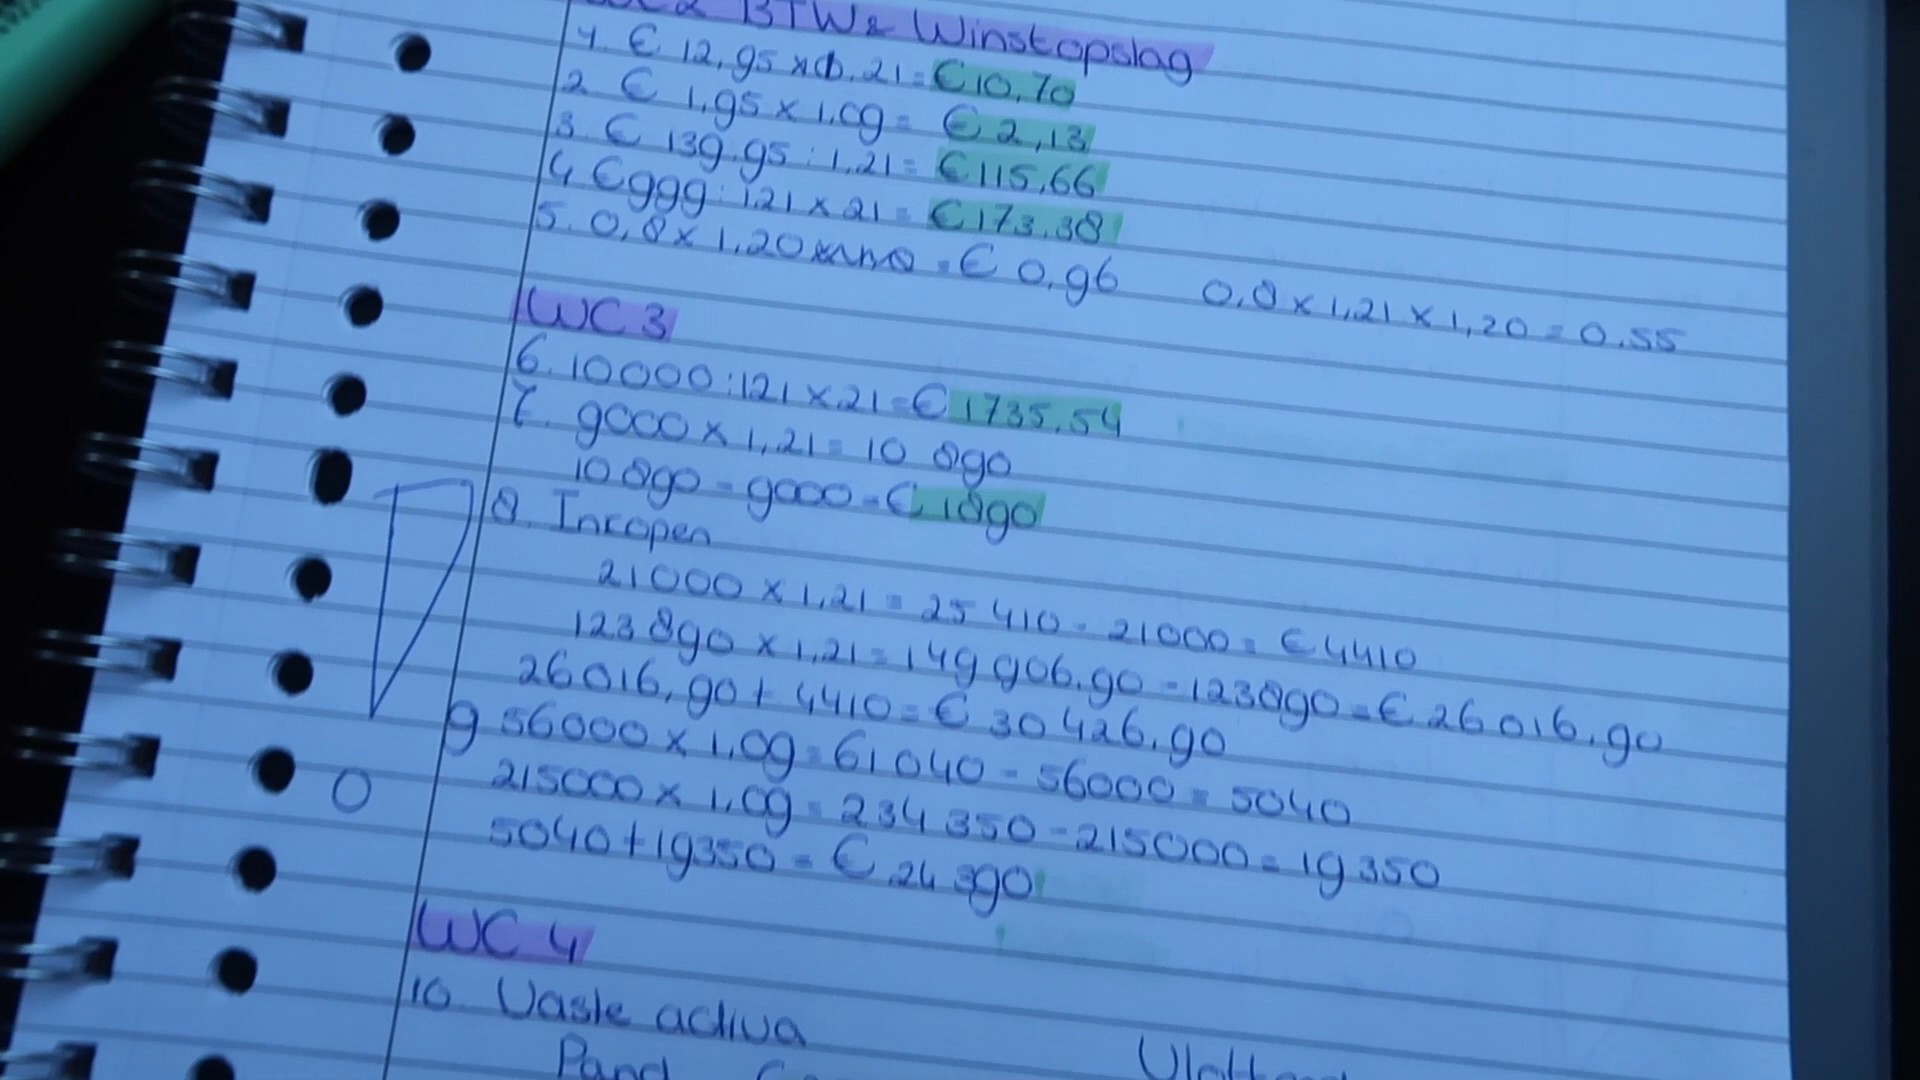 BTW & Winstopslag
1. € 12,95 : 1,21 = € 10,70
2. € 1,95 x 1,09 = € 2,13
3. € 139,95 : 1,21 = € 115,66
4. € 999 : 121 x 21 = € 173,38
5. 0,8 x 1,20 = € 0,96 0,8 x 1,21 x 1,20 = 0.55
WC 3
6. 10000 : 121 x 21 = € 1735,54
7. 9000 x 1,21 = 10 890
10 890 - 9000 = € 1890
8. Inkopen
21000 x 1,21 = 25 410 - 21000 = € 4410
123 890 x 1,21 = 149 906,90 - 123890 = € 26 016,90
26 016,90 + 4410 = € 30 426,90
9 56000 x 1,09 = 61 040 - 56000 = 5040
215000 x 1,09 = 234 350 - 215000 = 19 350
5040 + 19350 = € 24 390
WC 4
10. Vaste activa
Pand